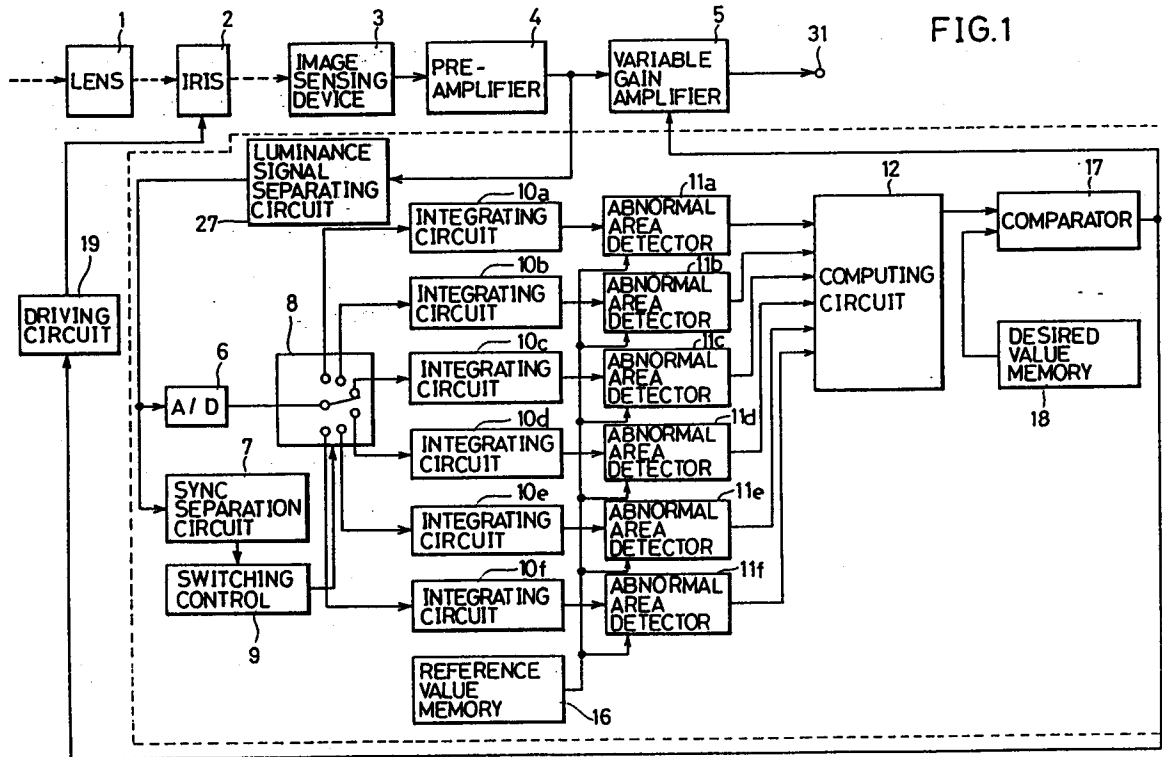 FIG.1
1
LENS
2
IRIS
3
IMAGE
SENSING
DEVICE
4
PRE-
AMPLIFIER
5
VARIABLE
GAIN
AMPLIFIER
31
LUMINANCE
SIGNAL
SEPARATING
CIRCUIT
27
19
DRIVING
CIRCUIT
6
A/D
7
SYNC
SEPARATION
CIRCUIT
SWITCHING
CONTROL
9
8
10a
INTEGRATING
CIRCUIT
10b
INTEGRATING
CIRCUIT
10c
INTEGRATING
CIRCUIT
10d
INTEGRATING
CIRCUIT
10e
INTEGRATING
CIRCUIT
10f
INTEGRATING
CIRCUIT
REFERENCE
VALUE
MEMORY
16
11a
ABNORMAL
AREA
DETECTOR
11b
ABNORMAL
AREA
DETECTOR
11c
ABNORMAL
AREA
DETECTOR
11d
ABNORMAL
AREA
DETECTOR
11e
ABNORMAL
AREA
DETECTOR
11f
ABNORMAL
AREA
DETECTOR
12
COMPUTING
CIRCUIT
17
COMPARATOR
DESIRED
VALUE
MEMORY
18